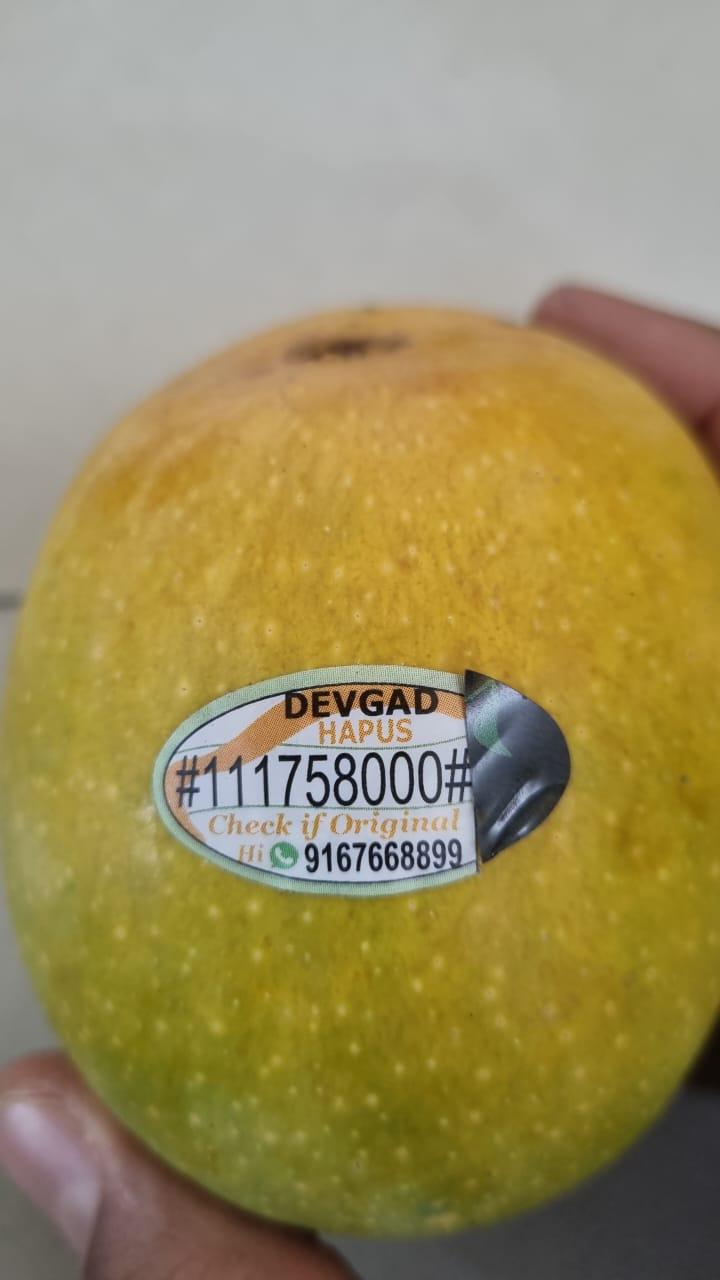 DEVGAD
HAPUS
#111758000#
Check if Original
Hi 9167668899